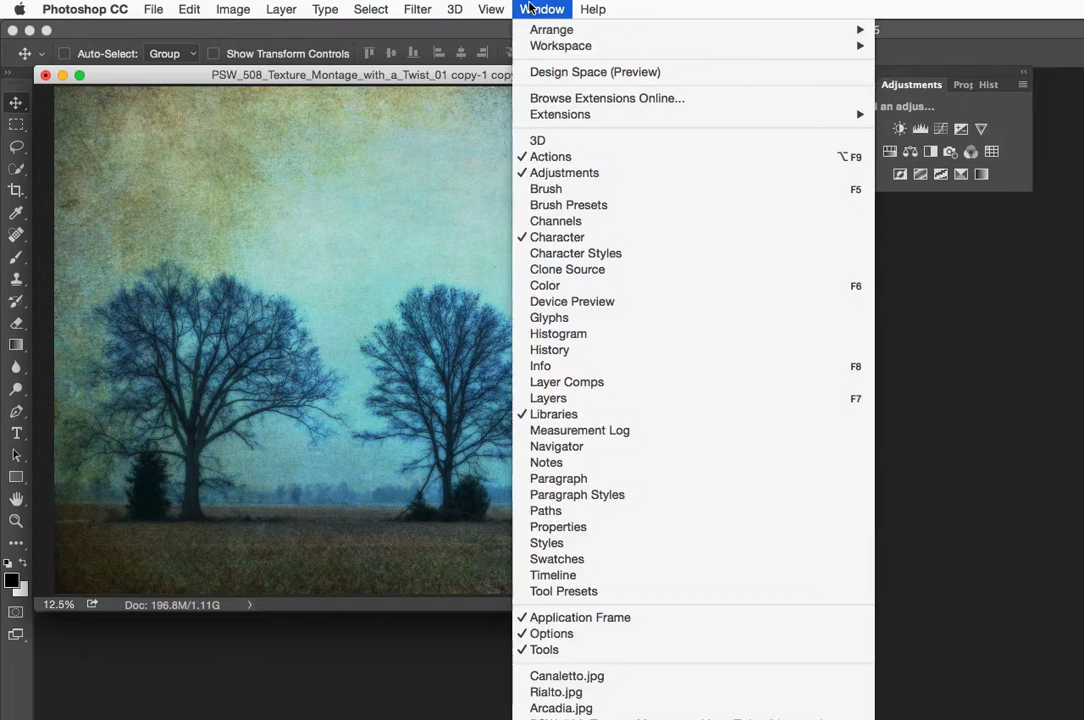 Photoshop CC File Edit Image Layer Type Select Filter 3D View Window Help
Auto-Select: Group Show Transform Controls
PSW_508_Texture_Montage_with_a_Twist_01 copy-1 copy
Arrange
Workspace
Design Space (Preview)
Browse Extensions Online...
Extensions
3D
Actions ⌥F9
Adjustments
Brush F5
Brush Presets
Channels
Character
Character Styles
Clone Source
Color F6
Device Preview
Glyphs
Histogram
History
Info F8
Layer Comps
Layers F7
Libraries
Measurement Log
Navigator
Notes
Paragraph
Paragraph Styles
Paths
Properties
Styles
Swatches
Timeline
Tool Presets
Application Frame
Options
Tools
Canaletto.jpg
Rialto.jpg
Arcadia.jpg
5
Adjustments Prop Hist
an adjus...
12.5% Doc: 196.8M/1.11G